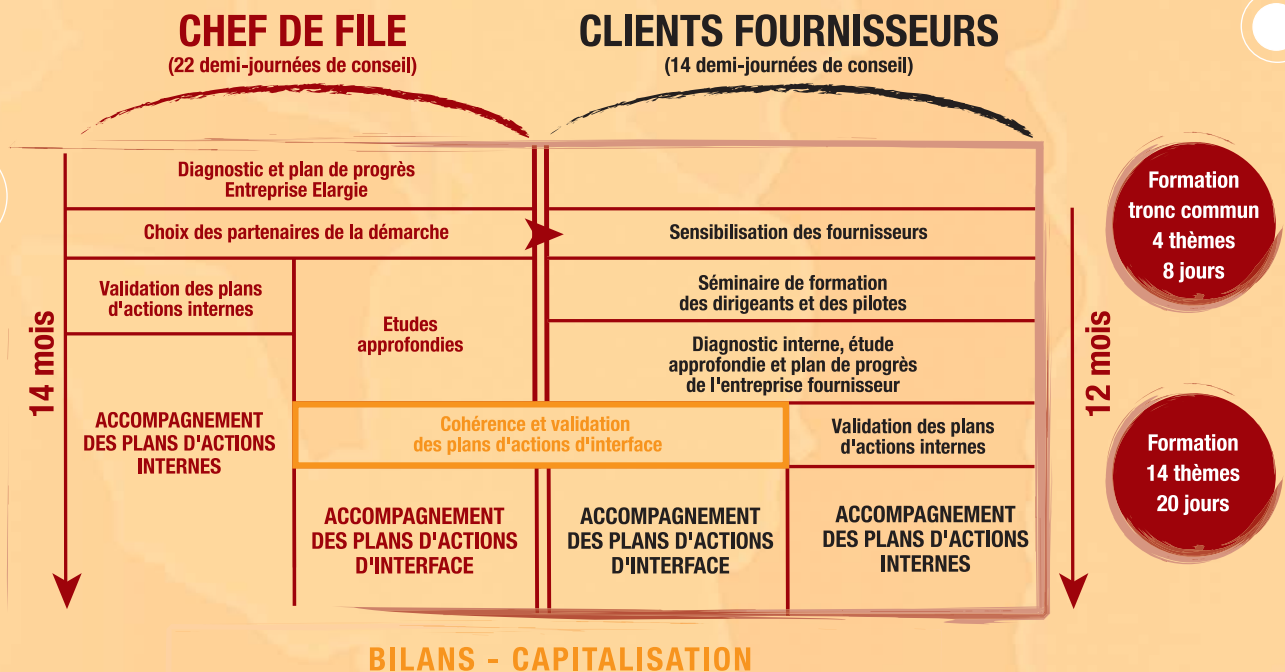 CHEF DE FILE
(22 demi-journées de conseil)
CLIENTS FOURNISSEURS
(14 demi-journées de conseil)
14 mois
Diagnostic et plan de progrès
Entreprise Elargie
Choix des partenaires de la démarche
Validation des plans
d'actions internes
Etudes
approfondies
ACCOMPAGNEMENT
DES PLANS D'ACTIONS
INTERNES
Sensibilisation des fournisseurs
Séminaire de formation
des dirigeants et des pilotes
Diagnostic interne, étude
approfondie et plan de progrès
de l'entreprise fournisseur
Cohérence et validation
des plans d'actions d'interface
Validation des plans
d'actions internes
ACCOMPAGNEMENT
DES PLANS D'ACTIONS
D'INTERFACE
ACCOMPAGNEMENT
DES PLANS D'ACTIONS
D'INTERFACE
ACCOMPAGNEMENT
DES PLANS D'ACTIONS
INTERNES
12 mois
Formation
tronc commun
4 thèmes
8 jours
Formation
14 thèmes
20 jours
BILANS - CAPITALISATION